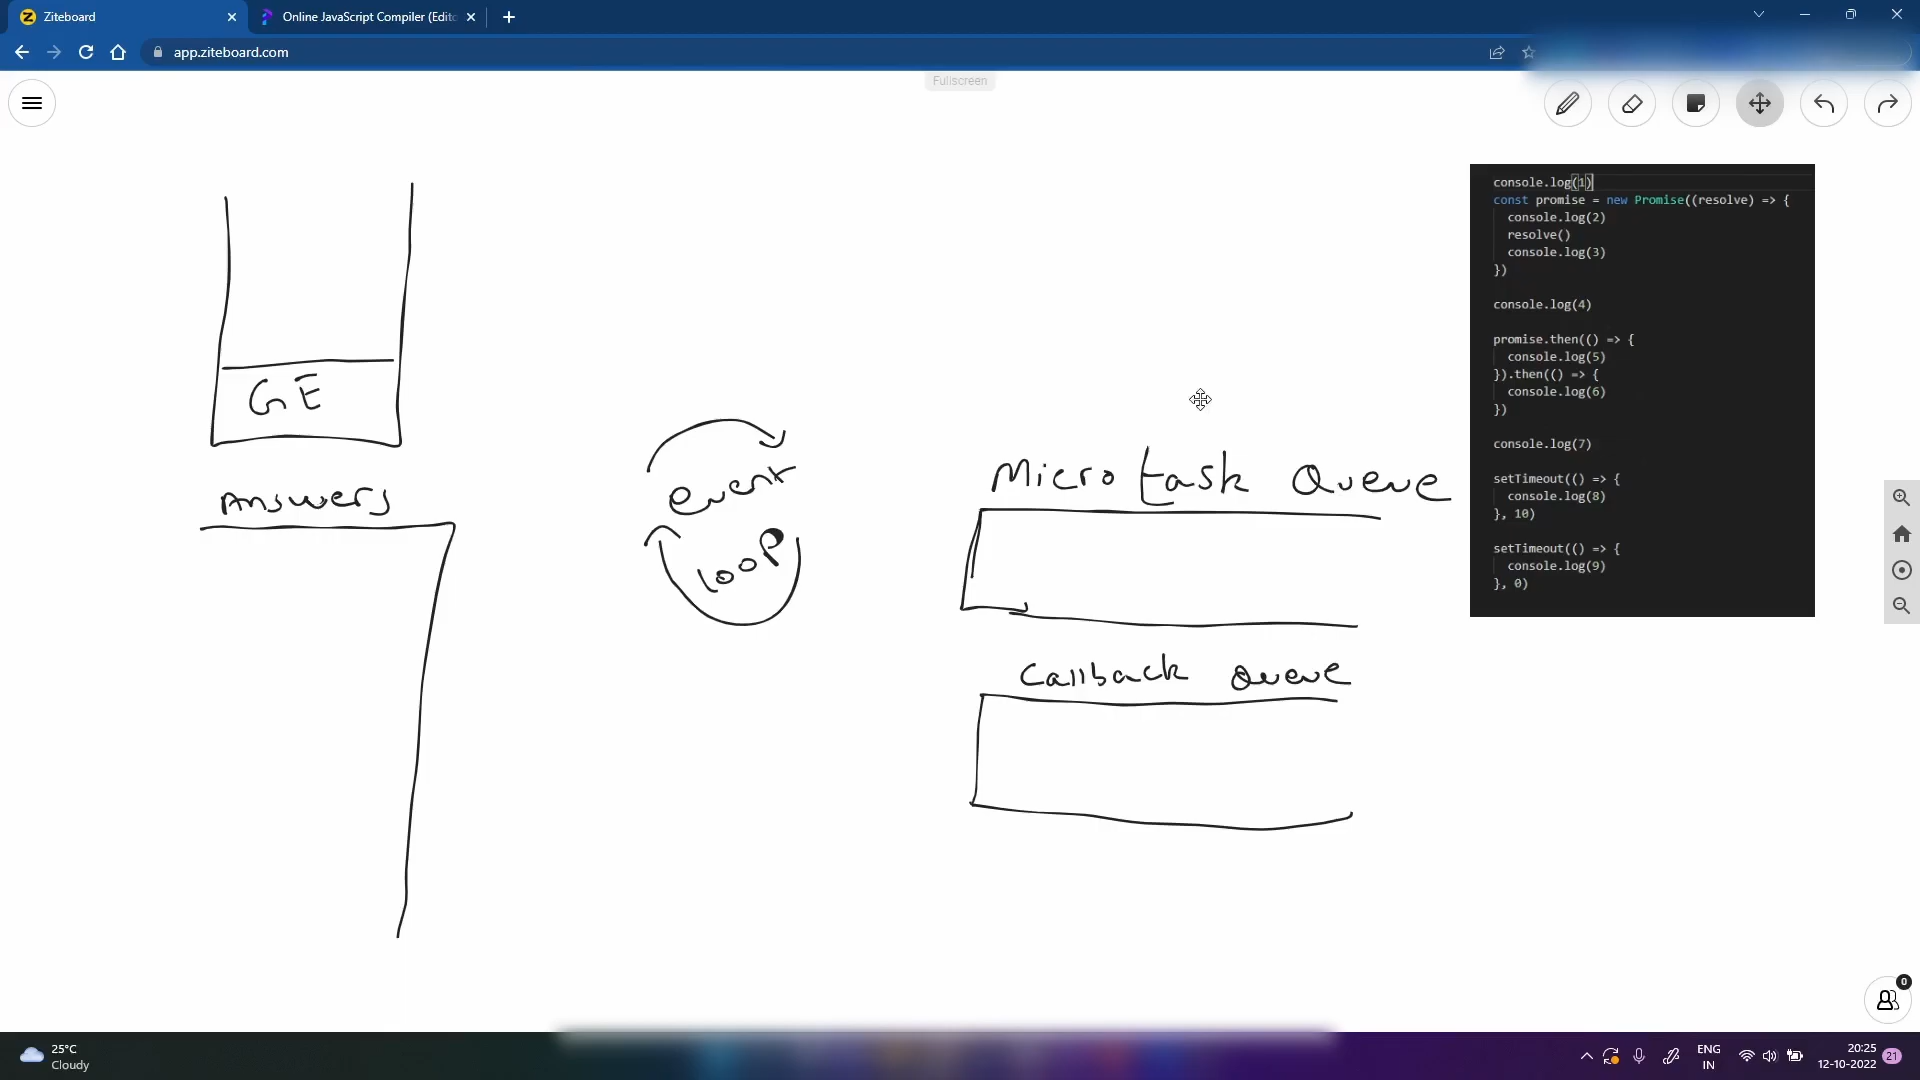 Ziteboard
Online JavaScript Compiler (Edito
app.ziteboard.com
Fullscreen
GE
Answers
event
loop
Micro task Queue
Callback Queue
console.log(1)
const promise = new Promise((resolve) => {
console.log(2)
resolve()
console.log(3)
})
console.log(4)
promise.then(() => {
console.log(5)
}).then(() => {
console.log(6)
})
console.log(7)
setTimeout(() => {
console.log(8)
}, 10)
setTimeout(() => {
console.log(9)
}, 0)
0
25°C
Cloudy
ENG
IN
20:25
12-10-2022
21